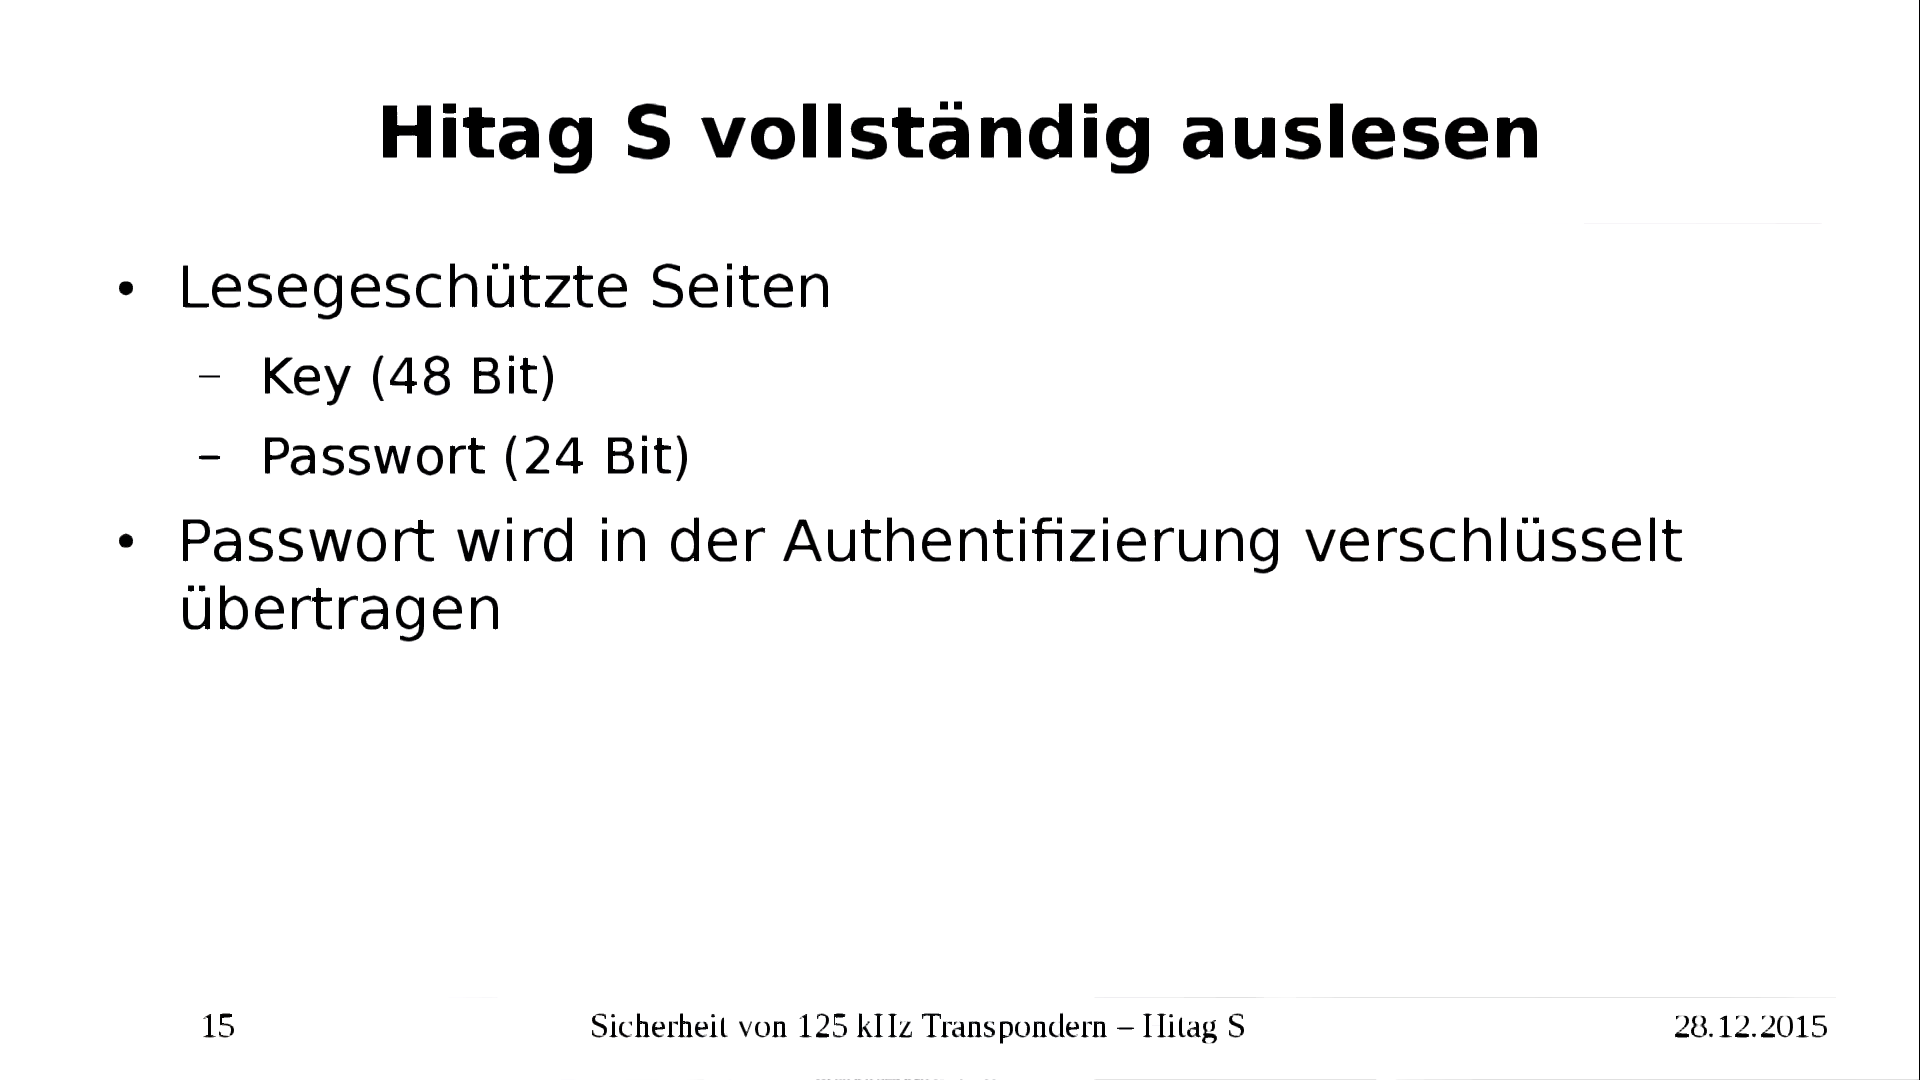 Hitag S vollständig auslesen
• Lesegeschützte Seiten
– Key (48 Bit)
– Passwort (24 Bit)
• Passwort wird in der Authentifizierung verschlüsselt
übertragen
15 Sicherheit von 125 kHz Transpondern – Hitag S 28.12.2015